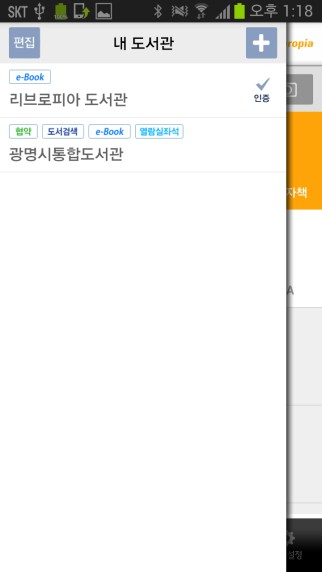 SKT 오후 1:18
편집 내 도서관 +
ropia
e-Book
리브로피아 도서관
인증
협약 도서검색 e-Book 열람실좌석
광명시통합도서관
자책
A
설정